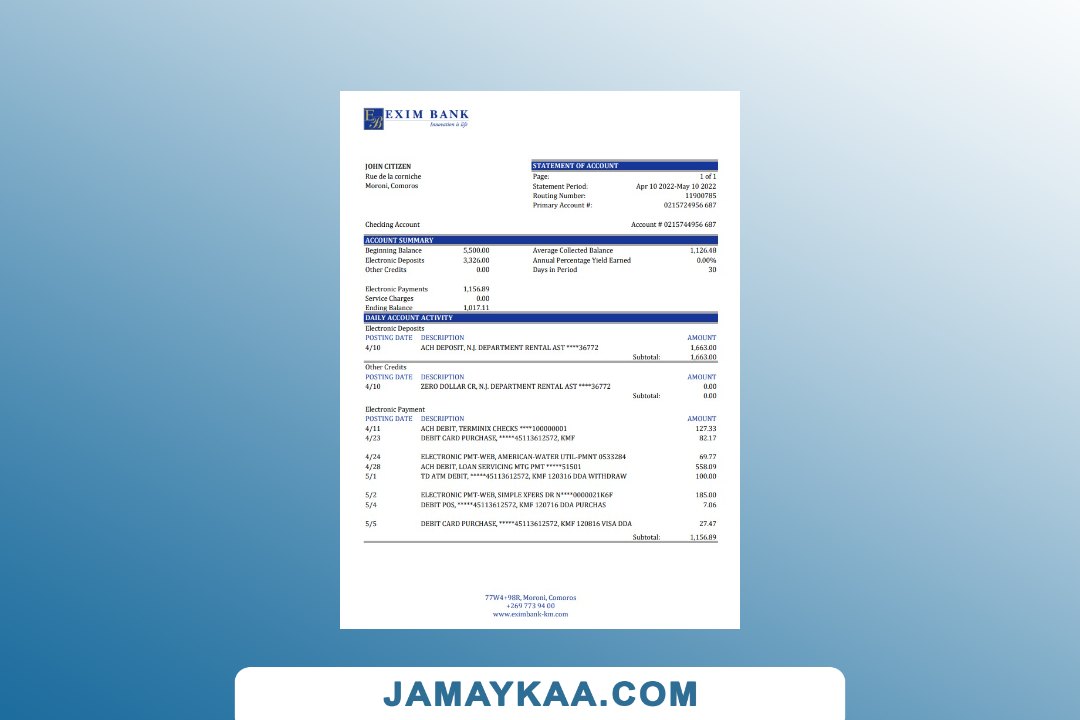 EB EXIM BANK
Innovation is life
JOHN CITIZEN
Rue de la corniche
Moroni, Comoros
STATEMENT OF ACCOUNT
Page: 1 of 1
Statement Period: Apr 10 2022-May 10 2022
Routing Number: 11900785
Primary Account #: 0215724956 687
Checking Account Account # 0215744956 687
ACCOUNT SUMMARY
Beginning Balance 5,500.00 Average Collected Balance 1,126.48
Electronic Deposits 3,326.00 Annual Percentage Yield Earned 0.00%
Other Credits 0.00 Days in Period 30
Electronic Payments 1,156.89
Service Charges 0.00
Ending Balance 1,017.11
DAILY ACCOUNT ACTIVITY
Electronic Deposits
POSTING DATE DESCRIPTION AMOUNT
4/10 ACH DEPOSIT, N.J. DEPARTMENT RENTAL AST ****36772 1,663.00
Subtotal: 1,663.00
Other Credits
POSTING DATE DESCRIPTION AMOUNT
4/10 ZERO DOLLAR CR, N.J. DEPARTMENT RENTAL AST ****36772 0.00
Subtotal: 0.00
Electronic Payment
POSTING DATE DESCRIPTION AMOUNT
4/11 ACH DEBIT, TERMINIX CHECKS ****100000001 127.33
4/23 DEBIT CARD PURCHASE, *****45113612572, KMF 82.17
4/24 ELECTRONIC PMT-WEB, AMERICAN-WATER UTIL-PMNT 0533284 69.77
4/28 ACH DEBIT, LOAN SERVICING MTG PMT *****51501 558.09
5/1 TD ATM DEBIT, *****45113612572, KMF 120316 DDA WITHDRAW 100.00
5/2 ELECTRONIC PMT-WEB, SIMPLE XFERS DR N****0000021K6F 185.00
5/4 DEBIT POS, *****45113612572, KMF 120716 DDA PURCHAS 7.06
5/5 DEBIT CARD PURCHASE, *****45113612572, KMF 120816 VISA DDA 27.47
Subtotal: 1,156.89
77W4+98R, Moroni, Comoros
+269 773 94 00
www.eximbank-km.com
JAMAYKAA.COM